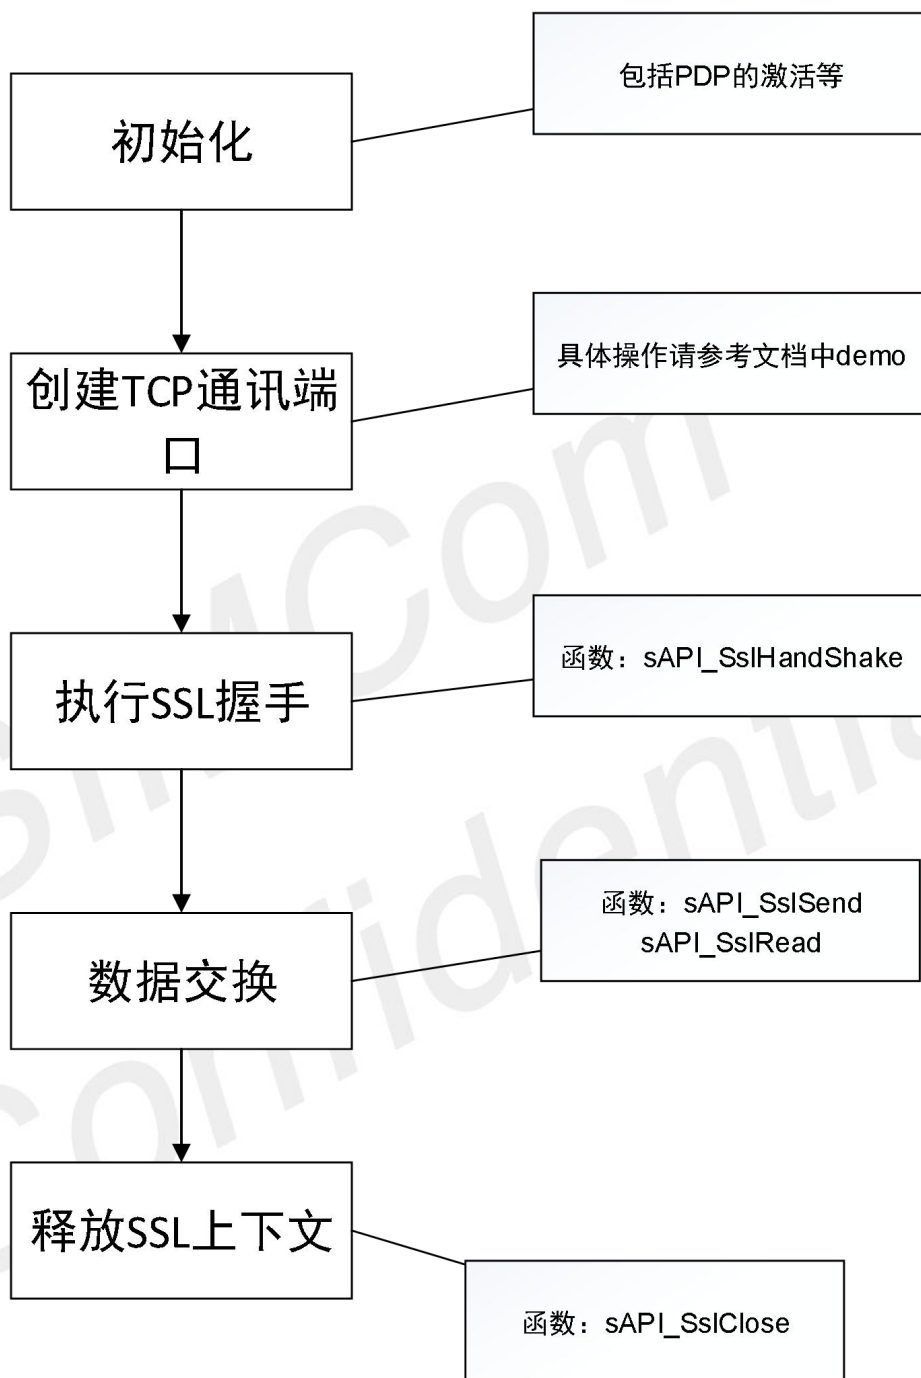 包括PDP的激活等
初始化
具体操作请参考文档中demo
创建TCP通讯端
口
函数：sAPI_SslHandShake
执行SSL握手
函数：sAPI_SslSend
sAPI_SslRead
数据交换
释放SSL上下文
函数：sAPI_SslClose
SIMCom
Confidential